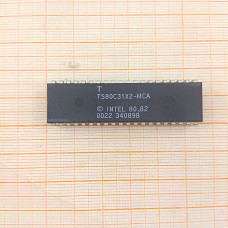 T
TS80C31X2-MCA
© INTEL 80,82
0022 34089B